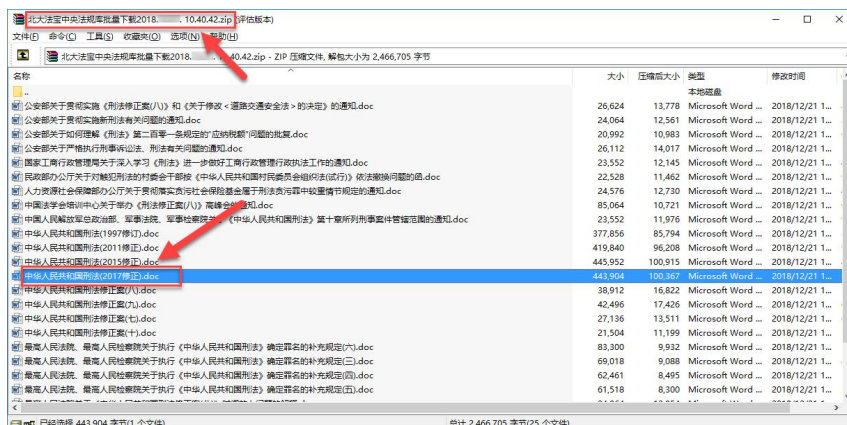 北大法宝中央法规库批量下载2018. . 10.40.42.zip (评估版本)
文件(F) 命令(C) 工具(S) 收藏夹(O) 选项(N) 帮助(H)
北大法宝中央法规库批量下载2018. 40.42.zip - ZIP 压缩文件, 解包大小为 2,466,705 字节
名称 大小 压缩后大小 类型 修改时间
.. 本地磁盘
公安部关于贯彻实施《刑法修正案(八)》和《关于修改<道路交通安全法>的决定》的通知.doc 26,624 13,778 Microsoft Word ... 2018/12/21 1...
公安部关于贯彻实施新刑法有关问题的通知.doc 24,064 12,561 Microsoft Word ... 2018/12/21 1...
公安部关于如何理解《刑法》第二百零一条规定的"应纳税额"问题的批复.doc 20,992 10,983 Microsoft Word ... 2018/12/21 1...
公安部关于严格执行刑事诉讼法、刑法有关问题的通知.doc 26,112 14,017 Microsoft Word ... 2018/12/21 1...
国家工商行政管理局关于深入学习《刑法》进一步做好工商行政管理行政执法工作的通知.doc 23,552 12,145 Microsoft Word ... 2018/12/21 1...
民政部办公厅关于对触犯刑法的村委会干部按《中华人民共和国村民委员会组织法(试行)》依法撤换问题的函.doc 22,528 11,462 Microsoft Word ... 2018/12/21 1...
人力资源社会保障部办公厅关于贯彻落实贪污社会保险基金属于刑法贪污罪中较重情节规定的通知.doc 24,576 12,730 Microsoft Word ... 2018/12/21 1...
中国法学会培训中心关于举办《刑法修正案(八)》高峰会的通知.doc 85,064 10,721 Microsoft Word ... 2018/12/21 1...
中国人民解放军总政治部、军事法院、军事检察院关于《中华人民共和国刑法》第十章所列刑事案件管辖范围的通知.doc 23,552 11,976 Microsoft Word ... 2018/12/21 1...
中华人民共和国刑法(1997修订).doc 377,856 85,794 Microsoft Word ... 2018/12/21 1...
中华人民共和国刑法(2011修正).doc 419,840 96,208 Microsoft Word ... 2018/12/21 1...
中华人民共和国刑法(2015修正).doc 445,952 100,915 Microsoft Word ... 2018/12/21 1...
中华人民共和国刑法(2017修正).doc 443,904 100,367 Microsoft Word ... 2018/12/21 1...
中华人民共和国刑法修正案(八).doc 38,912 16,822 Microsoft Word ... 2018/12/21 1...
中华人民共和国刑法修正案(九).doc 42,496 17,426 Microsoft Word ... 2018/12/21 1...
中华人民共和国刑法修正案(七).doc 27,136 13,511 Microsoft Word ... 2018/12/21 1...
中华人民共和国刑法修正案(十).doc 21,504 11,199 Microsoft Word ... 2018/12/21 1...
最高人民法院、最高人民检察院关于执行《中华人民共和国刑法》确定罪名的补充规定(六).doc 83,300 9,932 Microsoft Word ... 2018/12/21 1...
最高人民法院、最高人民检察院关于执行《中华人民共和国刑法》确定罪名的补充规定(三).doc 69,018 9,088 Microsoft Word ... 2018/12/21 1...
最高人民法院、最高人民检察院关于执行《中华人民共和国刑法》确定罪名的补充规定(四).doc 62,461 8,495 Microsoft Word ... 2018/12/21 1...
最高人民法院、最高人民检察院关于执行《中华人民共和国刑法》确定罪名的补充规定(五).doc 61,518 8,300 Microsoft Word ... 2018/12/21 1...
已经选择 443,904 字节(1 个文件) 总计 2,466,705 字节(25 个文件)